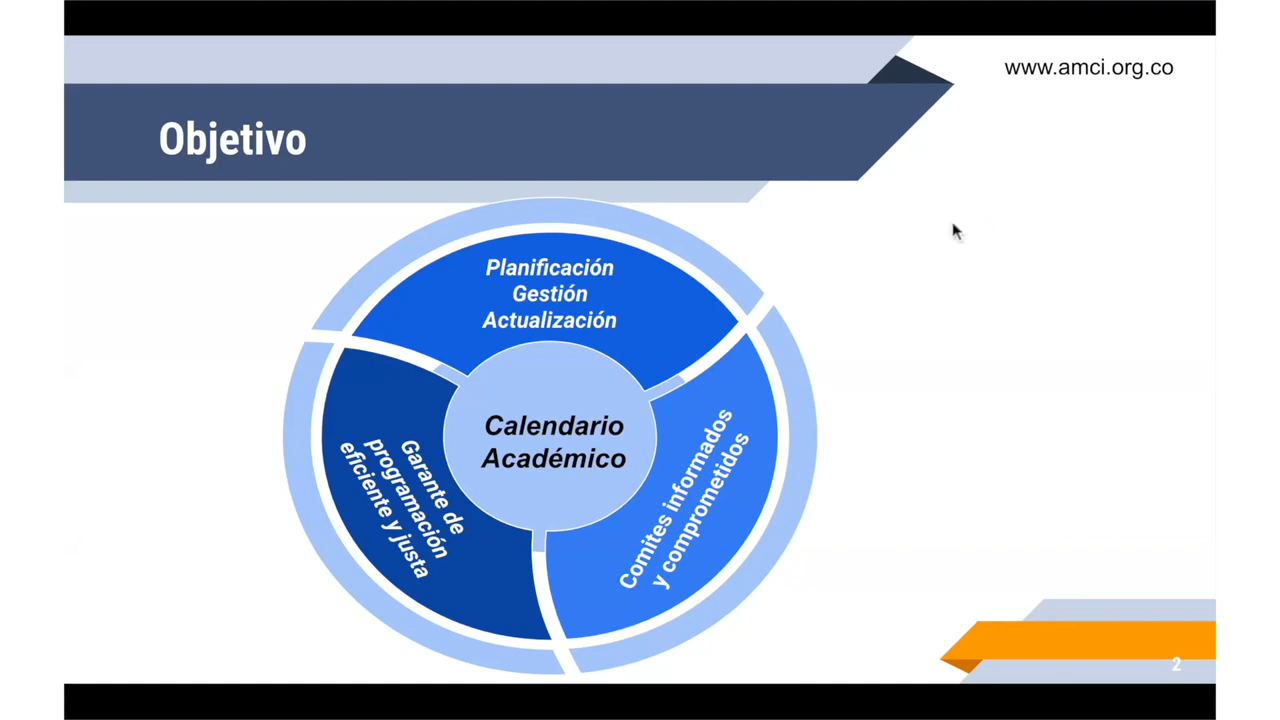 www.amci.org.co
Objetivo
Planificación
Gestión
Actualización
Calendario
Académico
Garante de
programación
eficiente y justa
Comites informados
y comprometidos
2